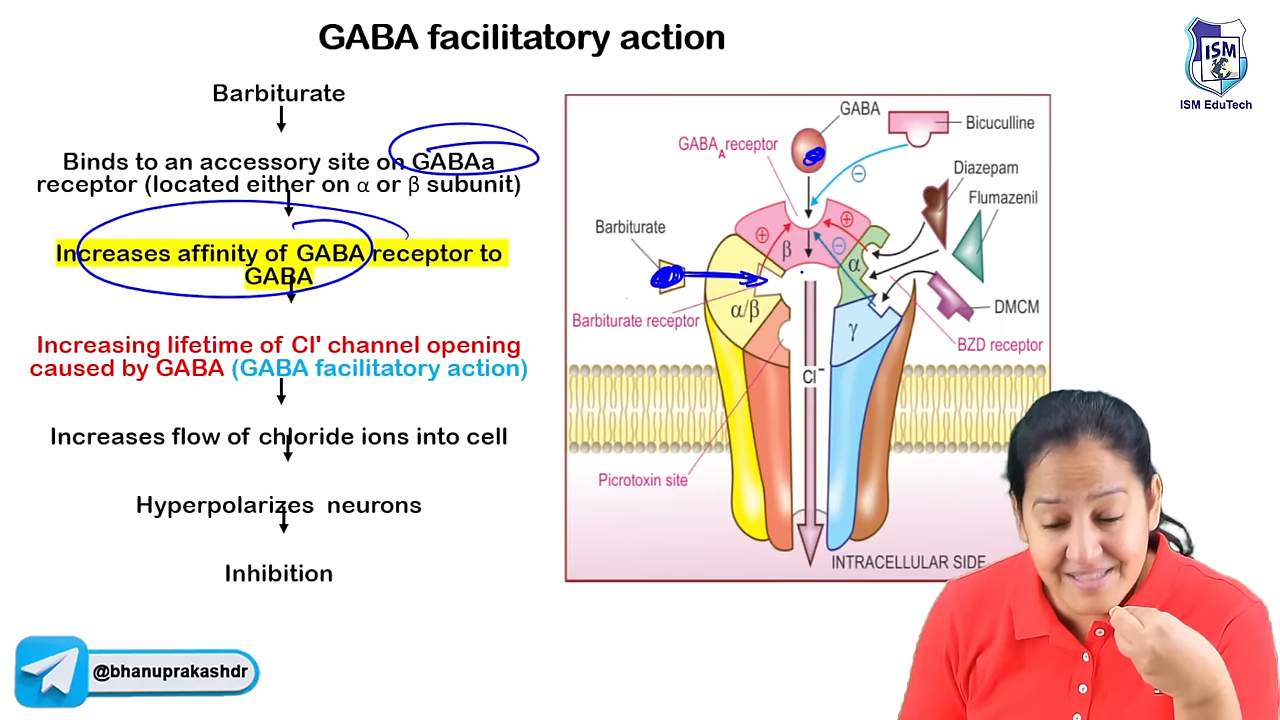 GABA facilitatory action
ISM
ISM EduTech
Barbiturate
Binds to an accessory site on GABAa
receptor (located either on α or β subunit)
Increases affinity of GABA receptor to
GABA
Increasing lifetime of Cl' channel opening
caused by GABA (GABA facilitatory action)
Increases flow of chloride ions into cell
Hyperpolarizes neurons
Inhibition
@bhanuprakashdr
GABA
Bicuculline
GABA A receptor
Diazepam
Flumazenil
Barbiturate
β
α
α/β
γ
Barbiturate receptor
DMCM
BZD receptor
Cl⁻
Picrotoxin site
INTRACELLULAR SIDE